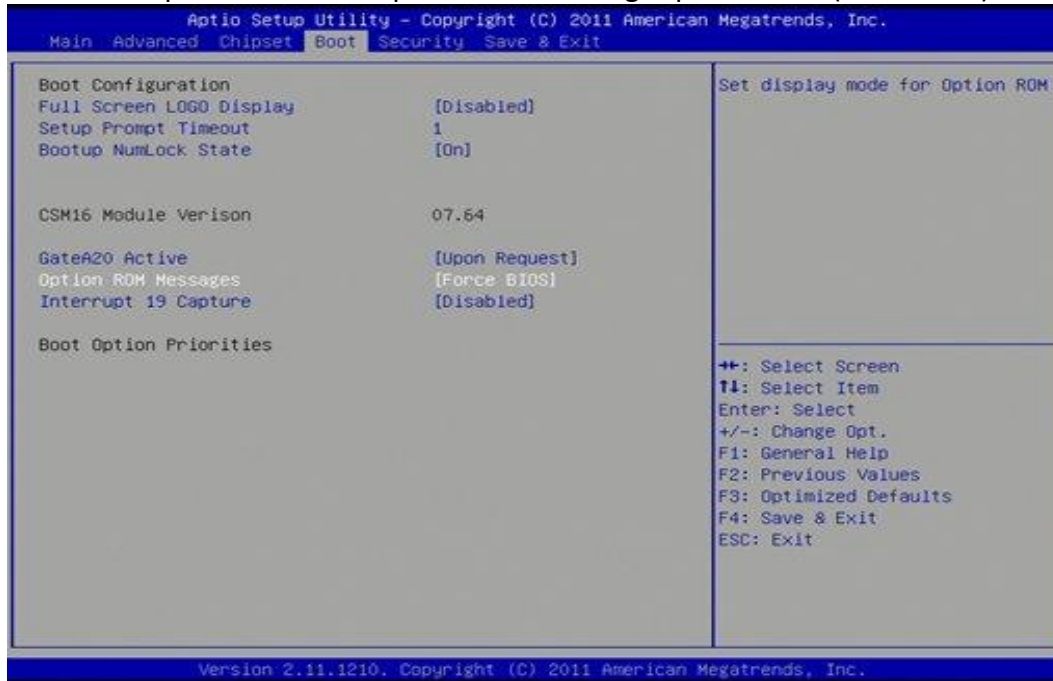 Aptio Setup Utility – Copyright (C) 2011 American Megatrends, Inc.
Main Advanced Chipset Boot Security Save & Exit
Boot Configuration
Full Screen LOGO Display [Disabled]
Setup Prompt Timeout 1
Bootup NumLock State [On]
CSM16 Module Verison 07.64
GateA20 Active [Upon Request]
Option ROM Messages [Force BIOS]
Interrupt 19 Capture [Disabled]
Boot Option Priorities
Set display mode for Option ROM
→←: Select Screen
↑↓: Select Item
Enter: Select
+/-: Change Opt.
F1: General Help
F2: Previous Values
F3: Optimized Defaults
F4: Save & Exit
ESC: Exit
Version 2.11.1210. Copyright (C) 2011 American Megatrends, Inc.